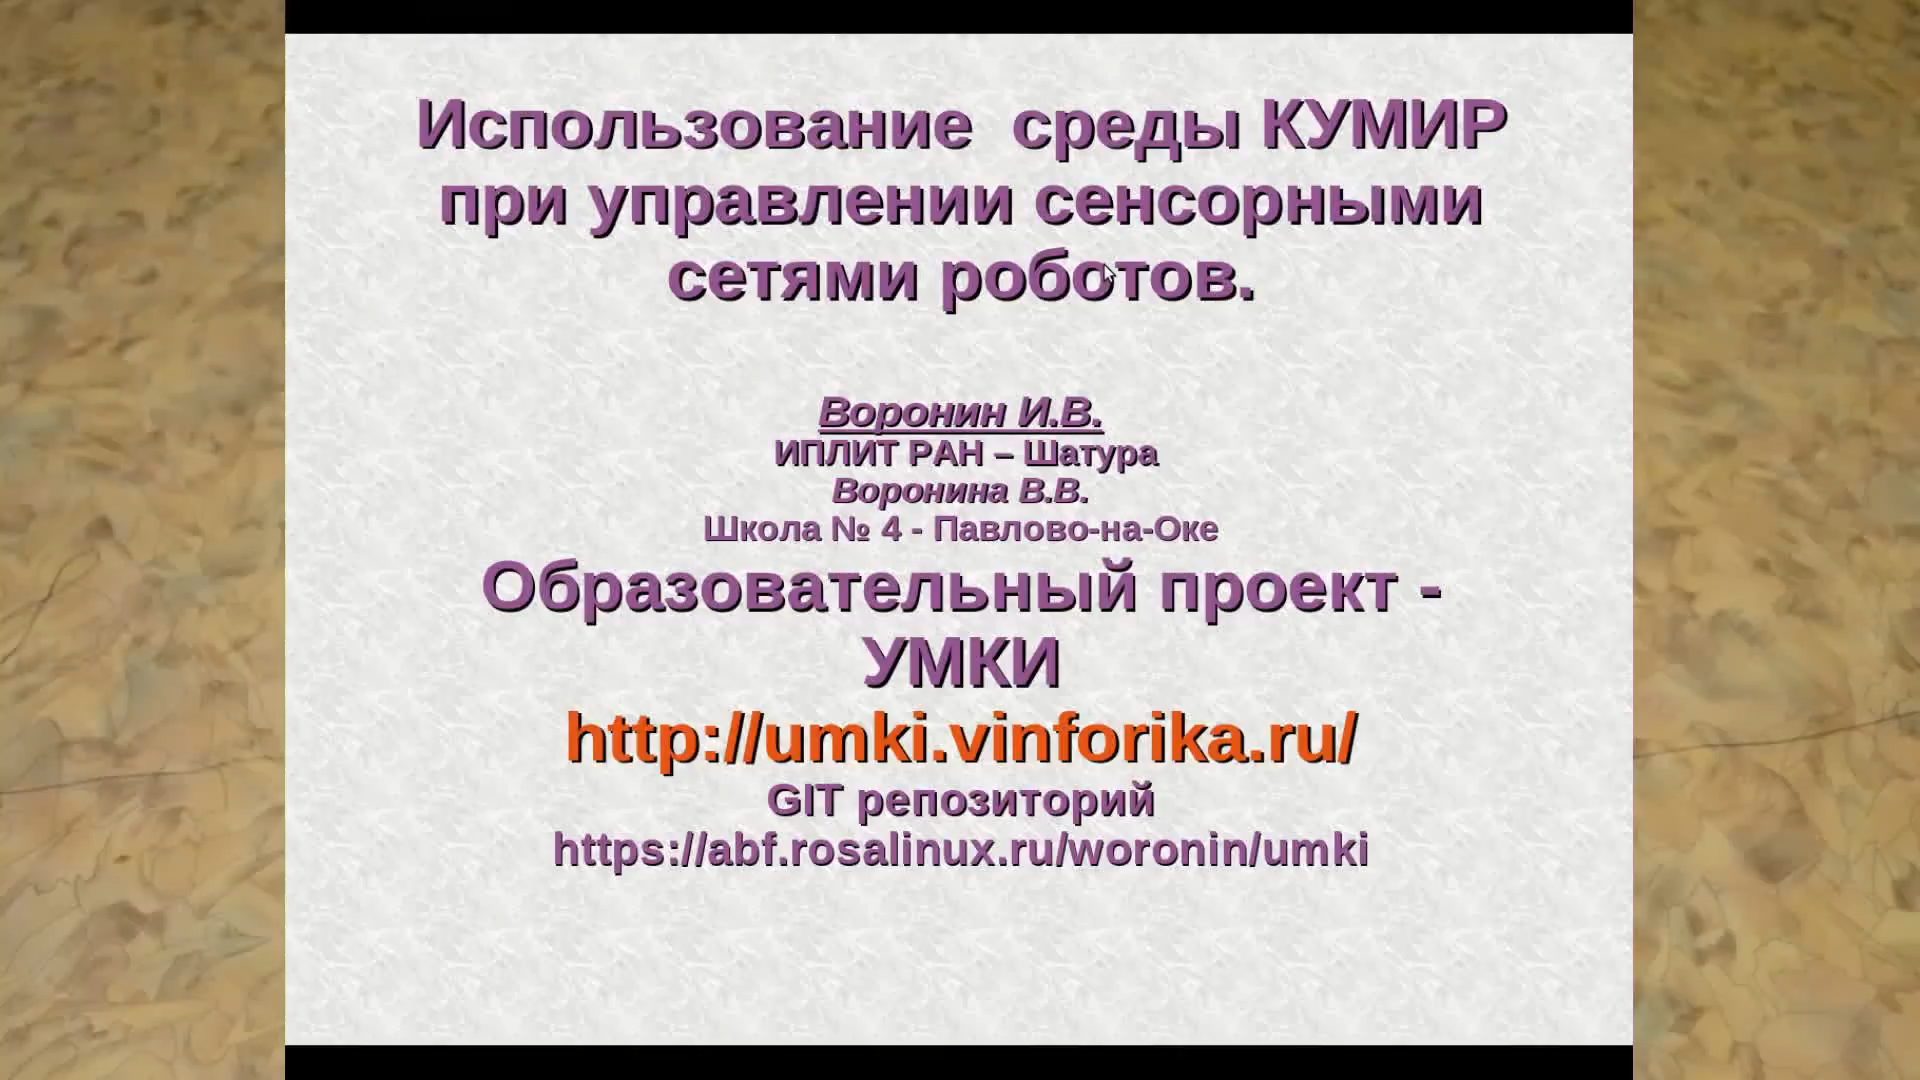 Использование среды КУМИР
при управлении сенсорными
сетями роботов.
Воронин И.В.
ИПЛИТ РАН – Шатура
Воронина В.В.
Школа № 4 - Павлово-на-Оке
Образовательный проект -
УМКИ
http://umki.vinforika.ru/
GIT репозиторий
https://abf.rosalinux.ru/woronin/umki